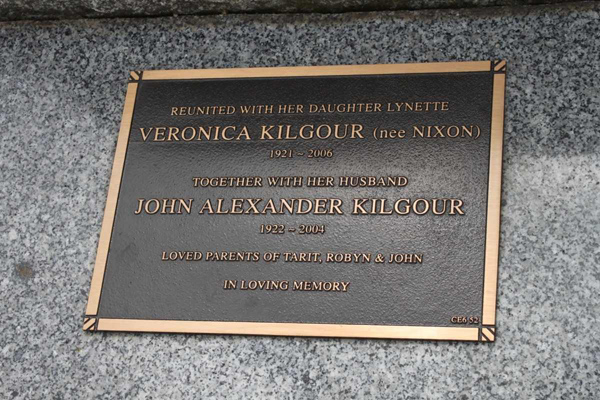 REUNITED WITH HER DAUGHTER LYNETTE
VERONICA KILGOUR (nee NIXON)
1921 ~ 2006
TOGETHER WITH HER HUSBAND
JOHN ALEXANDER KILGOUR
1922 ~ 2004
LOVED PARENTS OF TARIT, ROBYN & JOHN
IN LOVING MEMORY
CE6/52